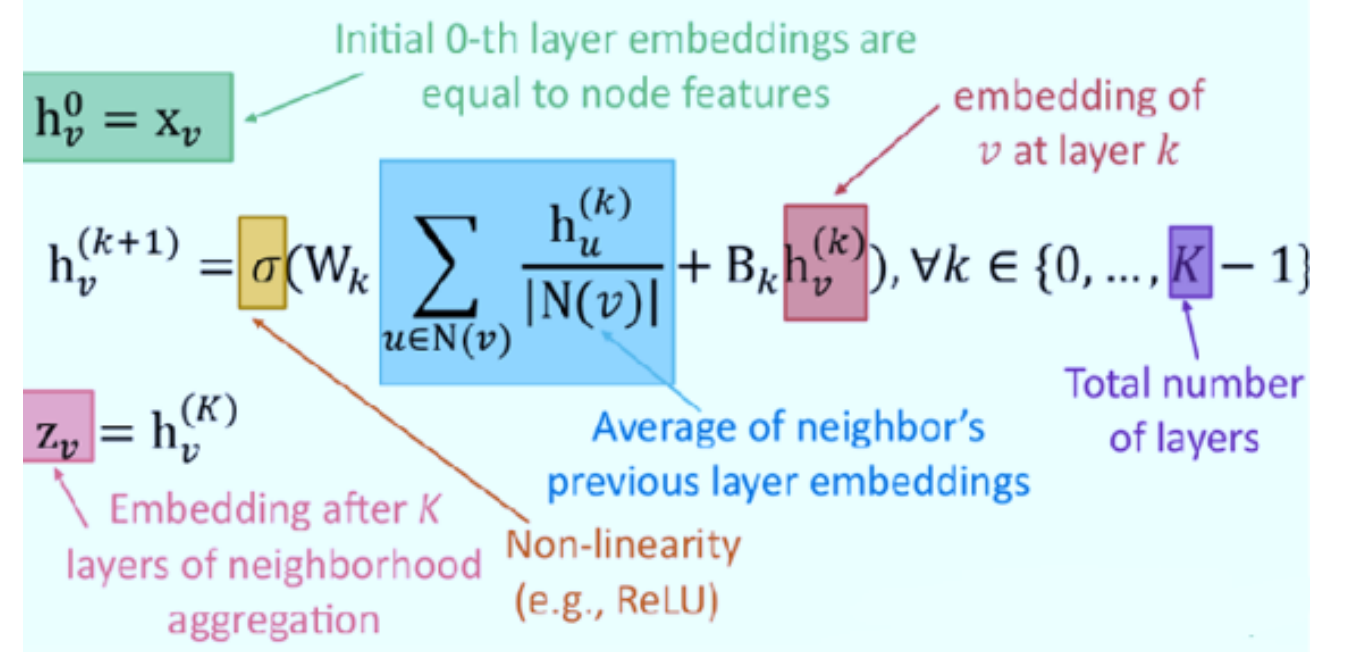 Initial 0-th layer embeddings are
equal to node features
h_v^0 = x_v
embedding of
v at layer k
h_v^{(k+1)} = σ(W_k ∑_{u∈N(v)} h_u^{(k)} / |N(v)| + B_k h_v^{(k)}), ∀k ∈ {0, ..., K − 1}
Total number
of layers
z_v = h_v^{(K)}
Average of neighbor's
previous layer embeddings
Embedding after K
layers of neighborhood
aggregation
Non-linearity
(e.g., ReLU)